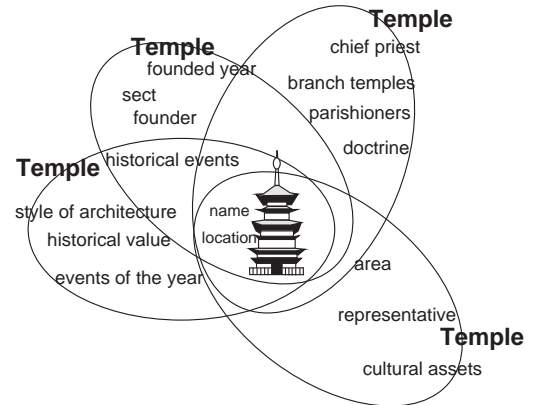 Temple
chief priest
Temple
founded year
branch temples
sect
parishioners
founder
doctrine
Temple
historical events
style of architecture
name
historical value
location
events of the year
area
representative
Temple
cultural assets